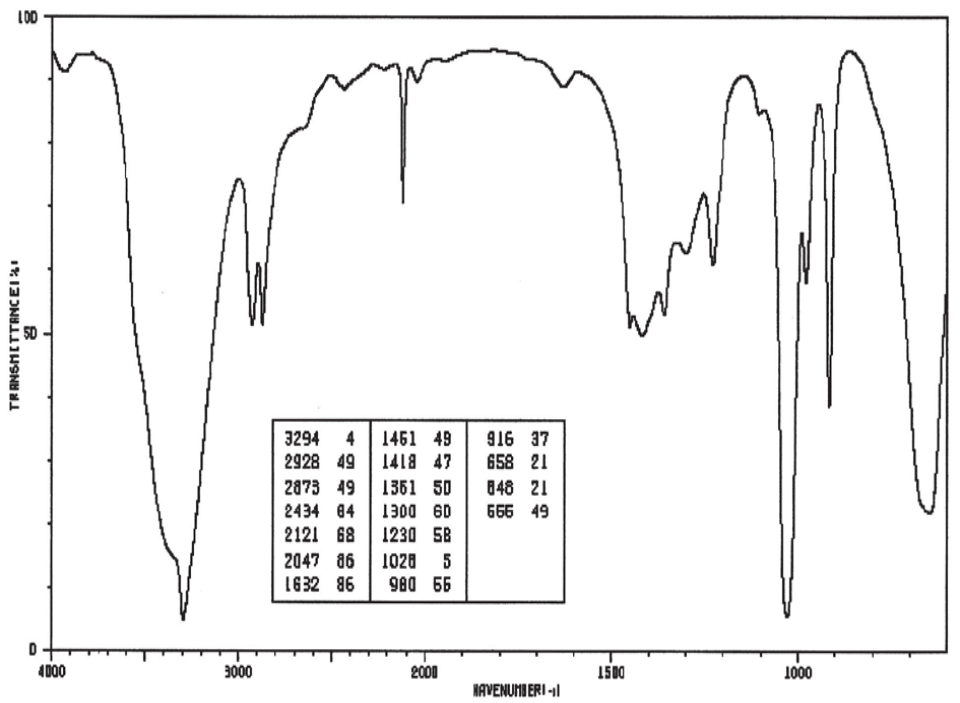 100
50
0
TRANSMITTANCE(%)
3294 4 1461 49 916 37
2928 49 1418 47 658 21
2873 49 1361 50 648 21
2434 84 1300 60 49
2121 68 1230 58
2047 86 1028 5
1632 86 980 55
4000 3000 2000 1500 1000
WAVENUMBER(-1)